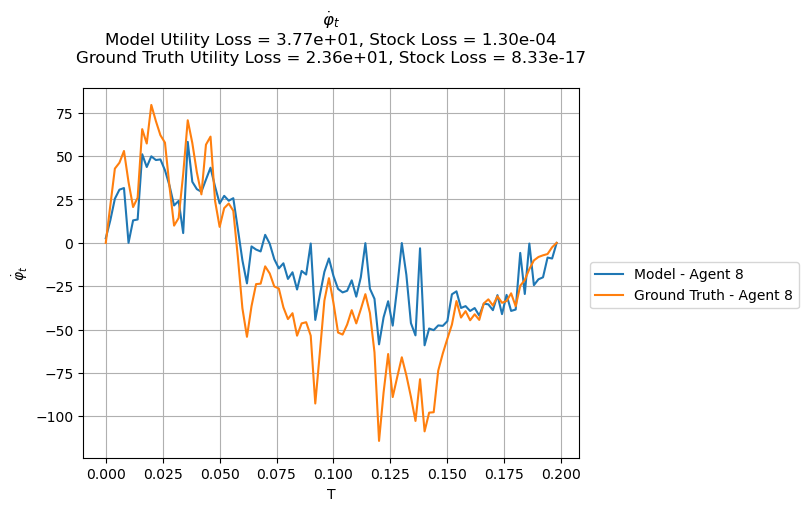 φ̇ₜ
Model Utility Loss = 3.77e+01, Stock Loss = 1.30e-04
Ground Truth Utility Loss = 2.36e+01, Stock Loss = 8.33e-17
75
50
25
0
−25
−50
−75
−100
φ̇ₜ
0.000 0.025 0.050 0.075 0.100 0.125 0.150 0.175 0.200
T
Model - Agent 8
Ground Truth - Agent 8